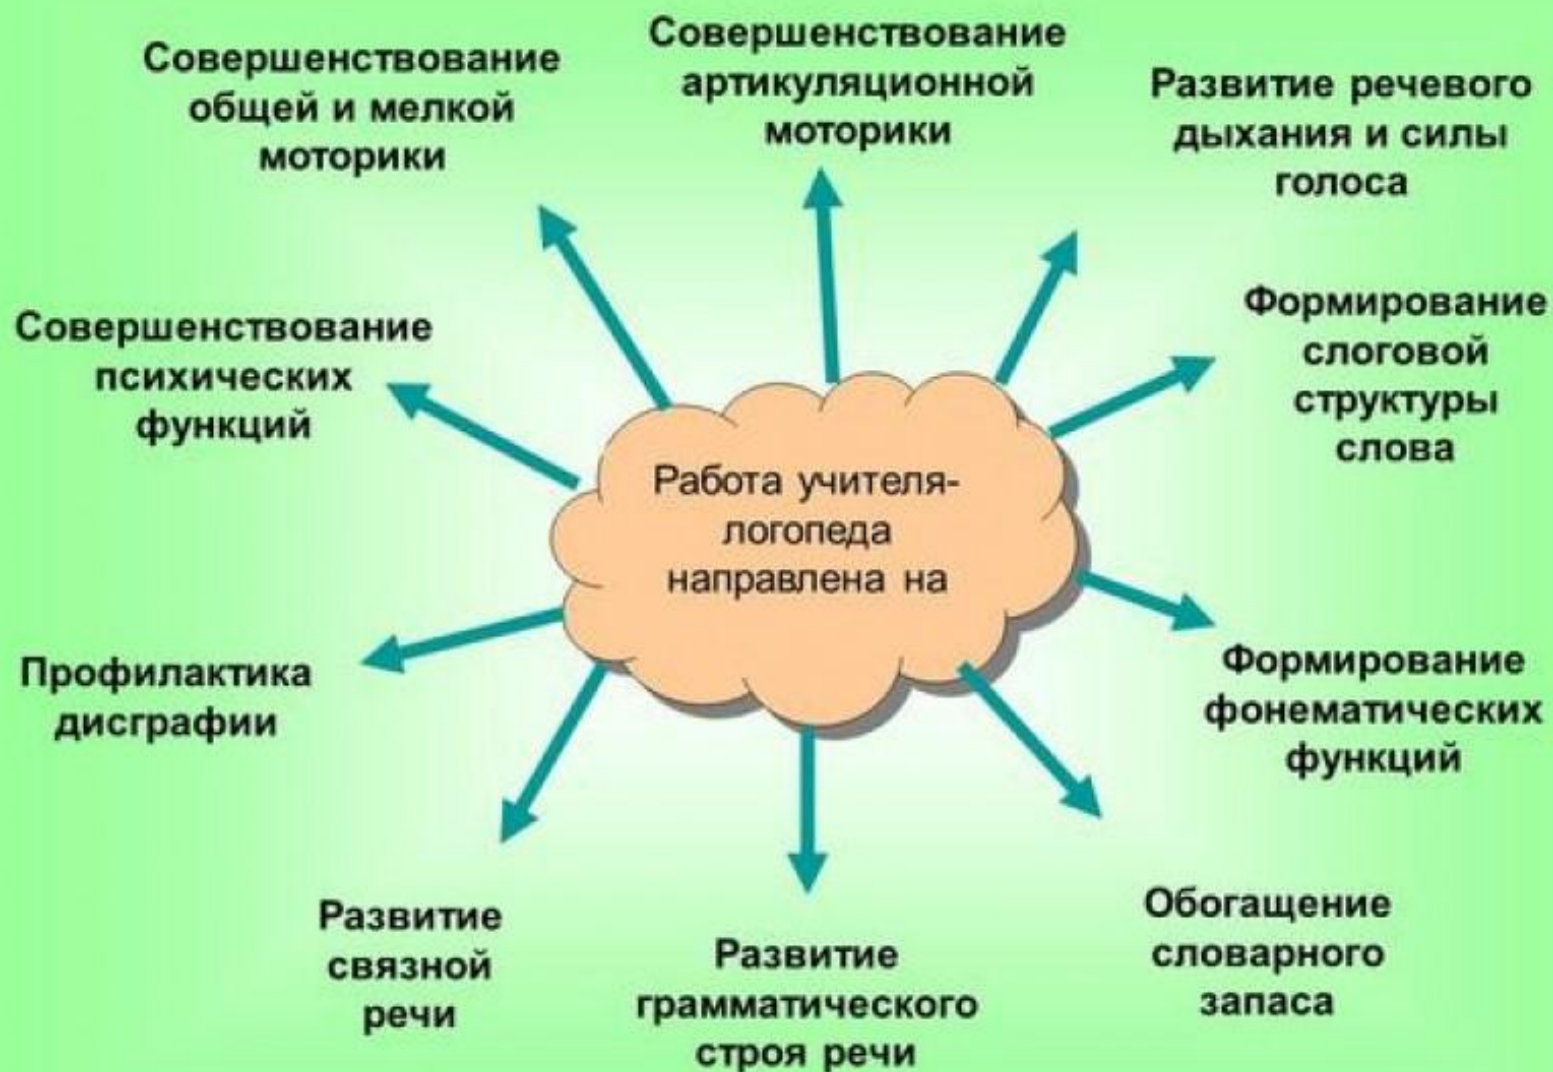 Совершенствование
общей и мелкой
моторики
Совершенствование
артикуляционной
моторики
Развитие речевого
дыхания и силы
голоса
Формирование
слоговой
структуры
слова
Формирование
фонематических
функций
Обогащение
словарного
запаса
Развитие
грамматического
строя речи
Развитие
связной
речи
Профилактика
дисграфии
Совершенствование
психических
функций
Работа учителя-
логопеда
направлена на